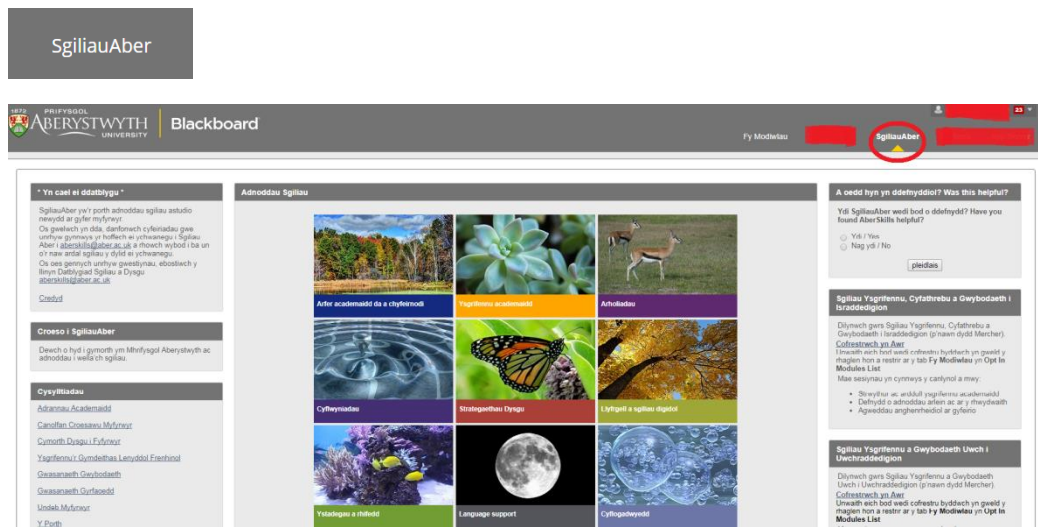 SgiliauAber
1872
PRIFYSGOL
ABERYSTWYTH
UNIVERSITY
Blackboard
23
Fy Modiwlau
SgiliauAber
* Yn cael ei ddatblygu *
SgiliauAber yw'r porth adnoddau sgiliau astudio
newydd ar gyfer myfyrwyr.
Os gwelwch yn dda, danfonwch cyfeiriadau gwe
unrhyw gynnwys yr hoffech ei ychwanegu i Sgiliau
Aber i aberskills@aber.ac.uk a rhowch wybod i ba un
o'r naw ardal sgiliau y dylid ei ychwanegu.
Os oes gennych unrhyw gwestiynau, ebostiwch y
llinyn Datblygiad Sgiliau a Dysgu
aberskills@aber.ac.uk
Credyd
Croeso i SgiliauAber
Dewch o hyd i gymorth ym Mhrifysgol Aberystwyth ac
adnoddau i wella'ch sgiliau.
Cysylltiadau
Adrannau Academaidd
Canolfan Croesawu Myfyrwyr
Cymorth Dysgu i Fyfyrwyr
Ysgrifennu'r Gymdeithas Lenyddol Frenhinol
Gwasanaeth Gwybodaeth
Gwasanaeth Gyrfaoedd
Undeb Myfyrwyr
Y Porth
Adnoddau Sgiliau
Arfer academaidd da a chyfeirnodi
Ysgrifennu academaidd
Arholiadau
Cyflwyniadau
Strategaethau Dysgu
Llyfrgell a sgiliau digidol
Ystadegau a rhifedd
Language support
Cyflogadwyedd
A oedd hyn yn ddefnyddiol? Was this helpful?
Ydi SgiliauAber wedi bod o ddefnydd? Have you
found AberSkills helpful?
Ydi / Yes
Nag ydi / No
pleidlais
Sgiliau Ysgrifennu, Cyfathrebu a Gwybodaeth i
Israddedigion
Dilynwch gwrs Sgiliau Ysgrifennu, Cyfathrebu a
Gwybodaeth i Israddedigion (p'nawn dydd Mercher).
Cofrestrwch yn Awr
Unwaith eich bod wedi cofrestru byddwch yn gweld y
rhaglen hon a restrir ar y tab Fy Modiwlau yn Opt In
Modules List
Mae sesiynau yn cynnwys y canlynol a mwy:
Strwythur ac arddull ysgrifennu academaidd
Defnydd o adnoddau arlein ac ar y rhwydwaith
Agweddau anghenrheidiol ar gyfeirio
Sgiliau Ysgrifennu a Gwybodaeth Uwch i
Uwchraddedigion
Dilynwch gwrs Sgiliau Ysgrifennu a Gwybodaeth
Uwch i Uwchraddedigion (p'nawn dydd Mercher)
Cofrestrwch yn Awr
Unwaith eich bod wedi cofrestru byddwch yn gweld y
rhaglen hon a restrir ar y tab Fy Modiwlau yn Opt In
Modules List